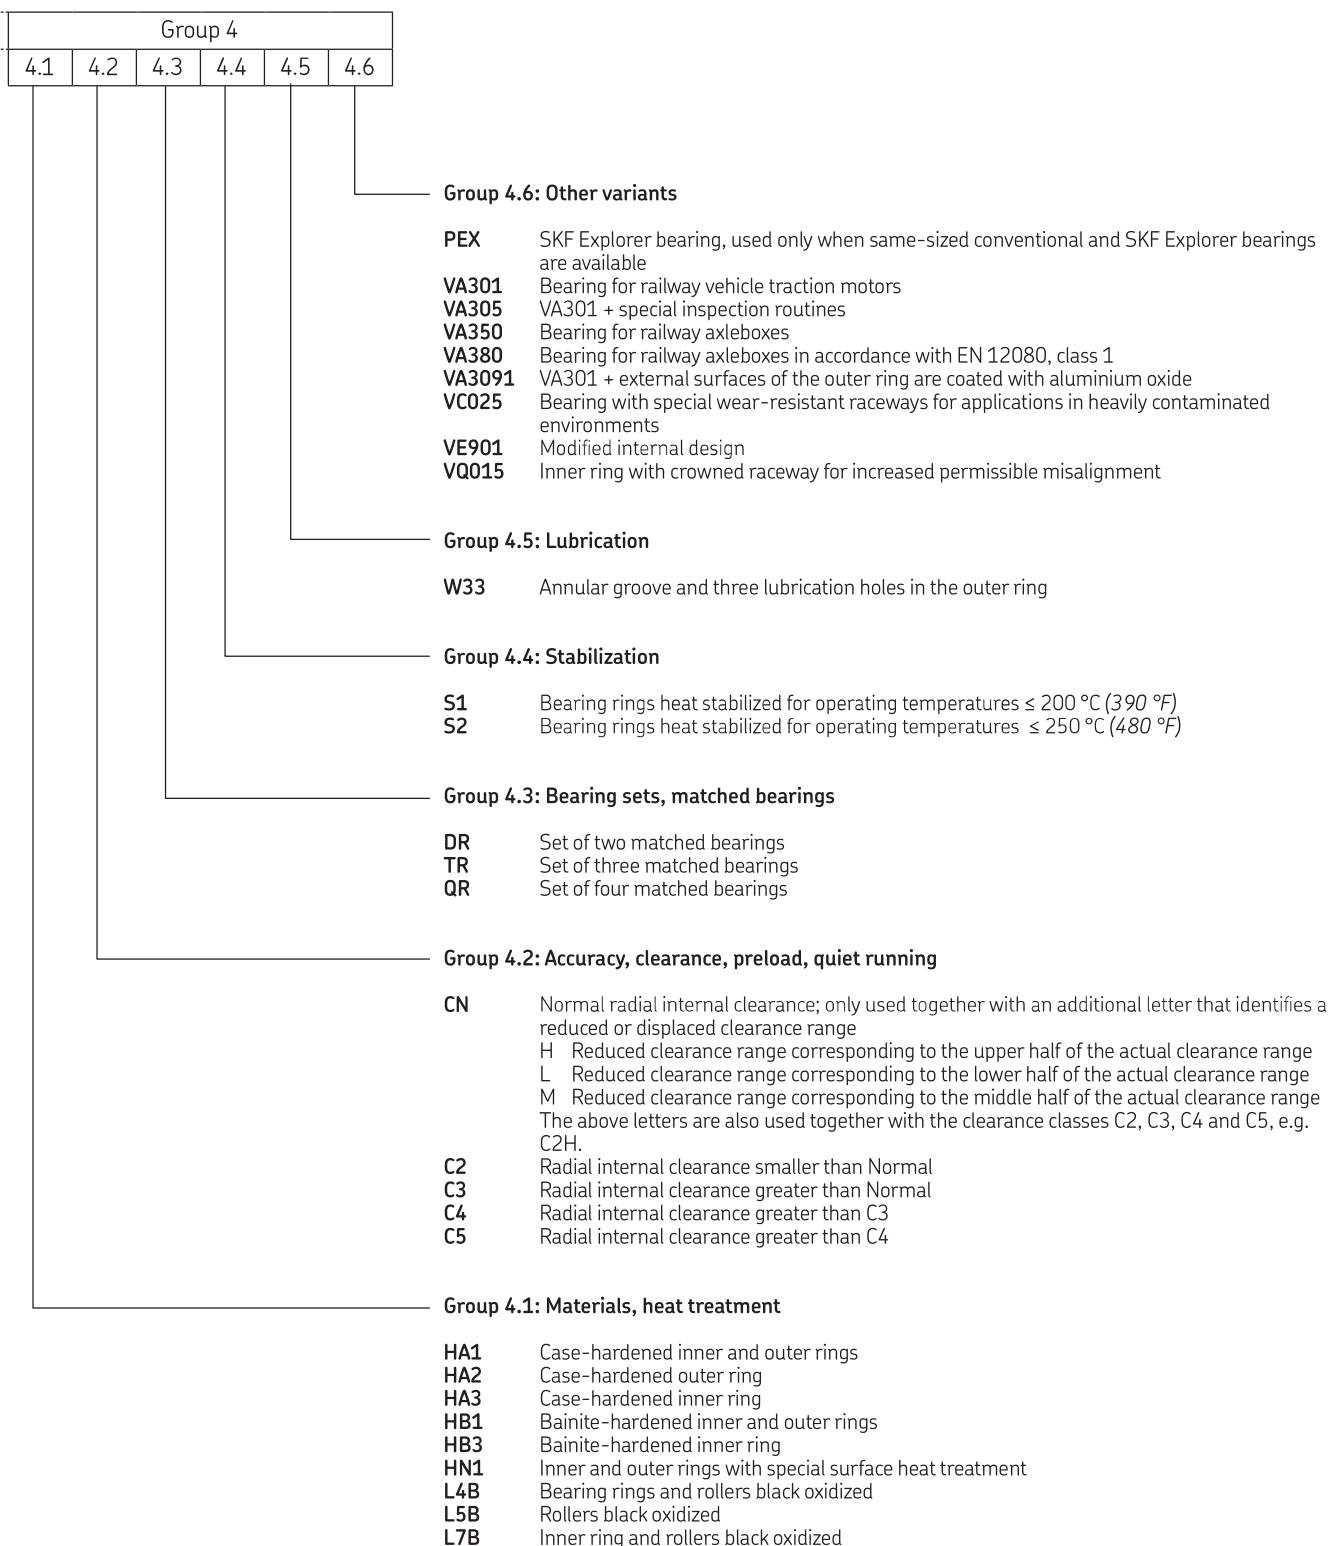 Group 4
4.1 4.2 4.3 4.4 4.5 4.6
Group 4.6: Other variants
PEX SKF Explorer bearing, used only when same-sized conventional and SKF Explorer bearings
are available
VA301 Bearing for railway vehicle traction motors
VA305 VA301 + special inspection routines
VA350 Bearing for railway axleboxes
VA380 Bearing for railway axleboxes in accordance with EN 12080, class 1
VA3091 VA301 + external surfaces of the outer ring are coated with aluminium oxide
VC025 Bearing with special wear-resistant raceways for applications in heavily contaminated
environments
VE901 Modified internal design
VQ015 Inner ring with crowned raceway for increased permissible misalignment
Group 4.5: Lubrication
W33 Annular groove and three lubrication holes in the outer ring
Group 4.4: Stabilization
S1 Bearing rings heat stabilized for operating temperatures ≤ 200 °C (390 °F)
S2 Bearing rings heat stabilized for operating temperatures ≤ 250 °C (480 °F)
Group 4.3: Bearing sets, matched bearings
DR Set of two matched bearings
TR Set of three matched bearings
QR Set of four matched bearings
Group 4.2: Accuracy, clearance, preload, quiet running
CN Normal radial internal clearance; only used together with an additional letter that identifies a
reduced or displaced clearance range
H Reduced clearance range corresponding to the upper half of the actual clearance range
L Reduced clearance range corresponding to the lower half of the actual clearance range
M Reduced clearance range corresponding to the middle half of the actual clearance range
The above letters are also used together with the clearance classes C2, C3, C4 and C5, e.g.
C2H.
C2 Radial internal clearance smaller than Normal
C3 Radial internal clearance greater than Normal
C4 Radial internal clearance greater than C3
C5 Radial internal clearance greater than C4
Group 4.1: Materials, heat treatment
HA1 Case-hardened inner and outer rings
HA2 Case-hardened outer ring
HA3 Case-hardened inner ring
HB1 Bainite-hardened inner and outer rings
HB3 Bainite-hardened inner ring
HN1 Inner and outer rings with special surface heat treatment
L4B Bearing rings and rollers black oxidized
L5B Rollers black oxidized
L7B Inner ring and rollers black oxidized